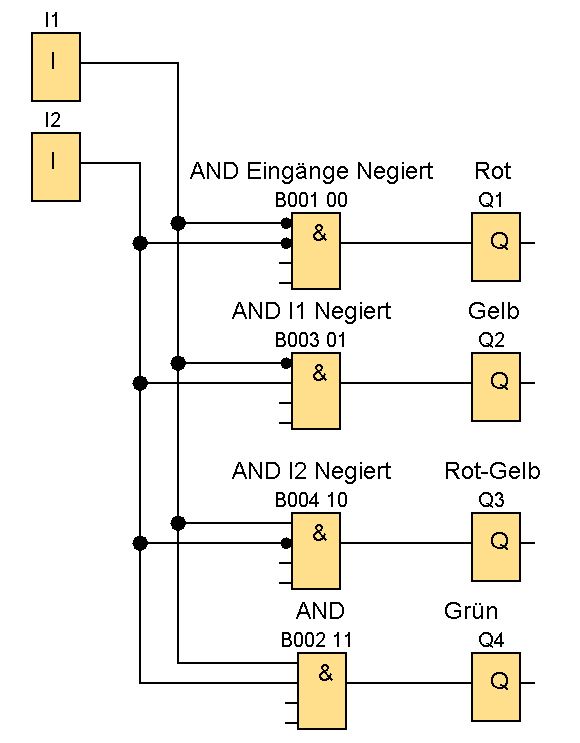 I1
I
I2
I
AND Eingänge Negiert Rot
B001 00 Q1
& Q
AND I1 Negiert Gelb
B003 01 Q2
& Q
AND I2 Negiert Rot-Gelb
B004 10 Q3
& Q
AND Grün
B002 11 Q4
& Q